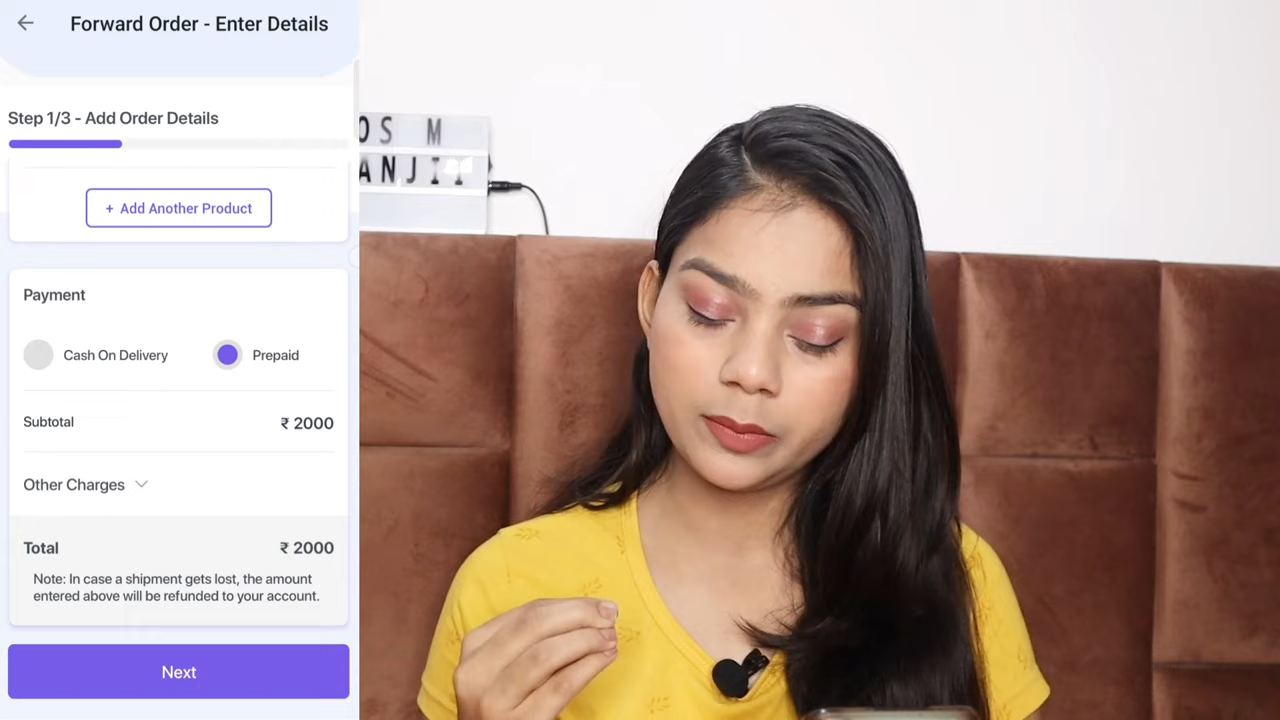 Forward Order - Enter Details
Step 1/3 - Add Order Details
+ Add Another Product
Payment
Cash On Delivery
Prepaid
Subtotal
₹ 2000
Other Charges
Total
₹ 2000
Note: In case a shipment gets lost, the amount
entered above will be refunded to your account.
Next
OS M
ANJII